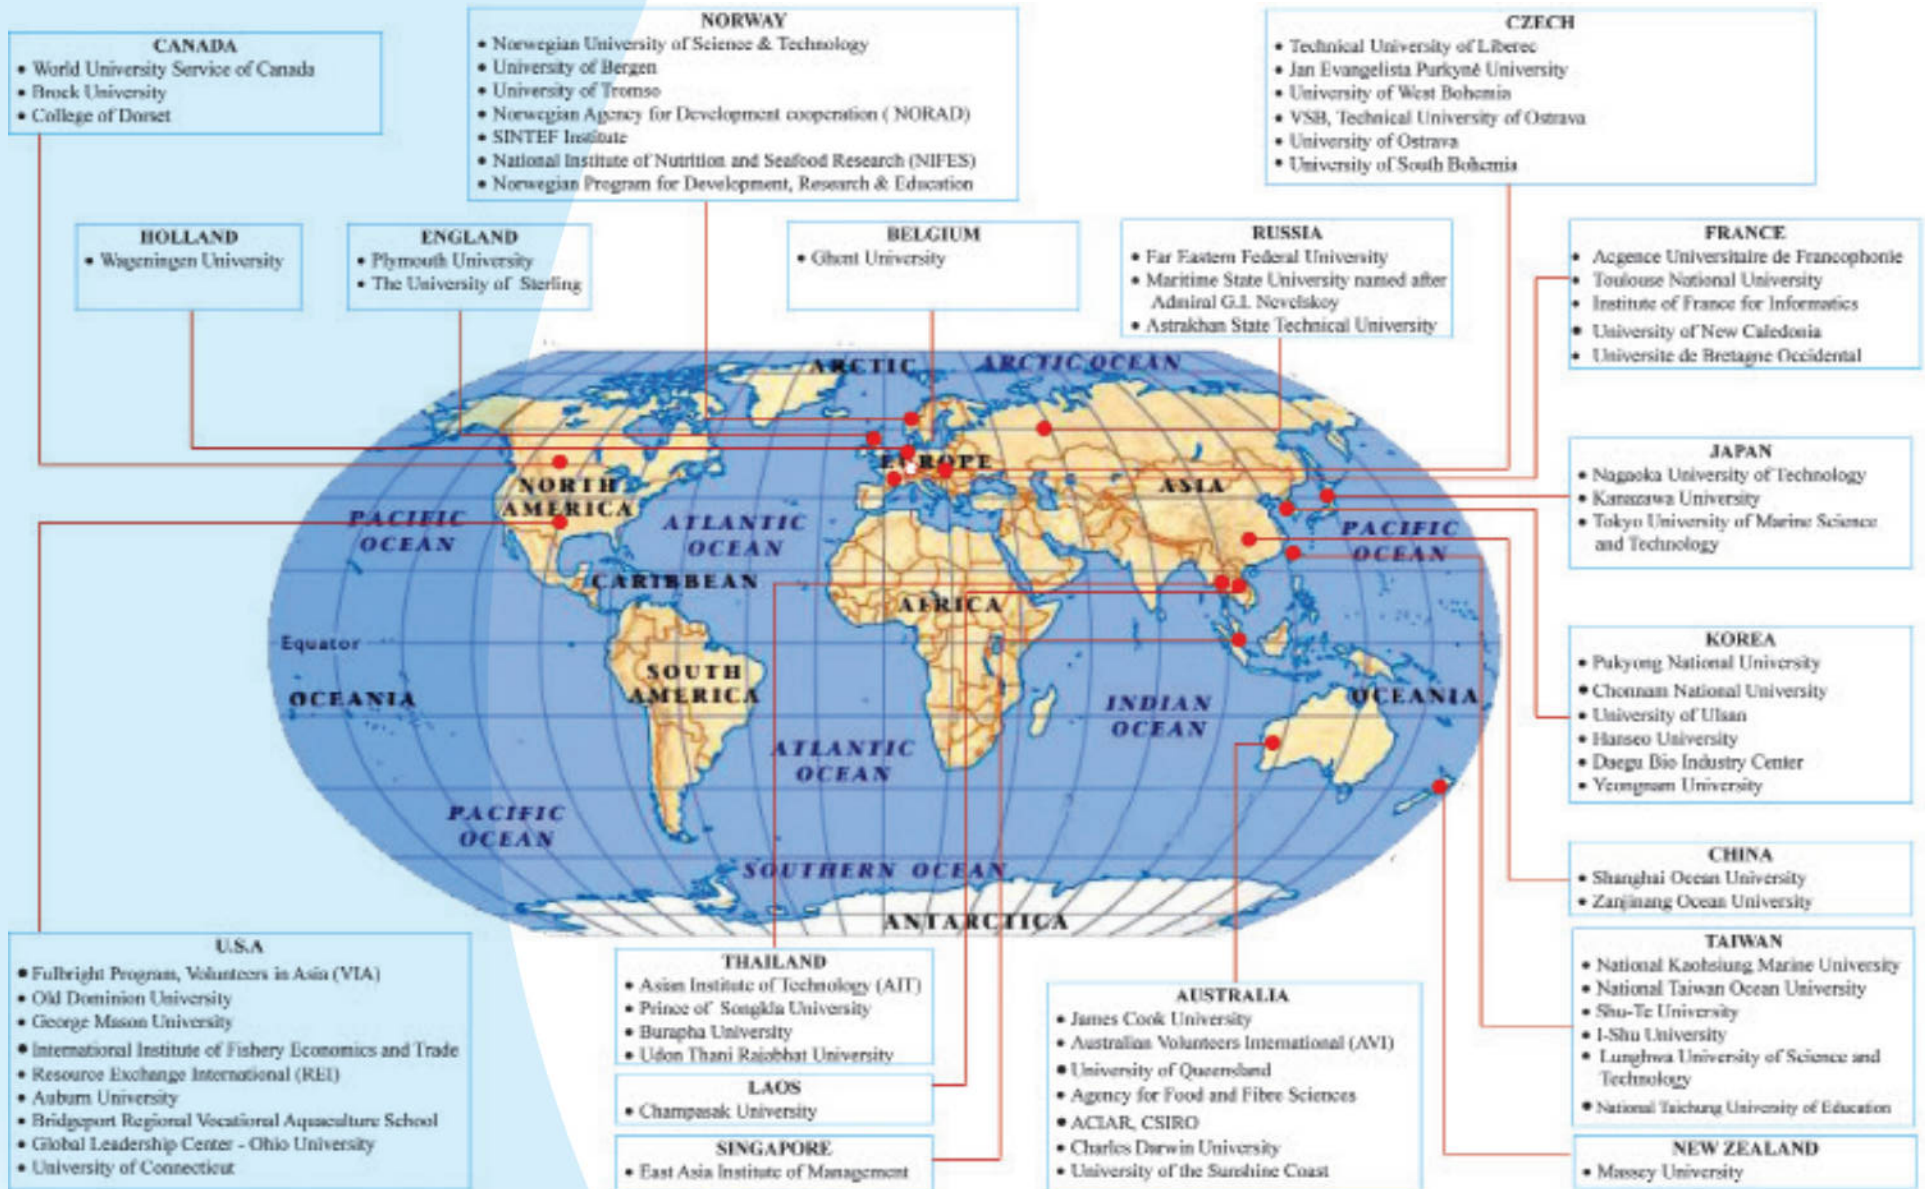 CANADA
• World University Service of Canada
• Brock University
• College of Dorset
NORWAY
• Norwegian University of Science & Technology
• University of Bergen
• University of Tromso
• Norwegian Agency for Development cooperation ( NORAD)
• SINTEF Institute
• National Institute of Nutrition and Seafood Research (NIFES)
• Norwegian Program for Development, Research & Education
CZECH
• Technical University of Liberec
• Jan Evangelista Purkyné University
• University of West Bohemia
• VSB, Technical University of Ostrava
• University of Ostrava
• University of South Bohemia
HOLLAND
• Wageningen University
ENGLAND
• Plymouth University
• The University of Sterling
BELGIUM
• Ghent University
RUSSIA
• Far Eastern Federal University
• Maritime State University named after
Admiral G.I. Nevelskoy
• Astrakhan State Technical University
FRANCE
• Acgence Universitaire de Francophonie
• Toulouse National University
• Institute of France for Informatics
• University of New Caledonia
• Universite de Bretagne Occidental
ARCTIC
ARCTIC OCEAN
EUROPE
ASIA
NORTH
AMERICA
PACIFIC
OCEAN
ATLANTIC
OCEAN
PACIFIC
OCEAN
CARIBBEAN
AFRICA
Equator
OCEANIA
SOUTH
AMERICA
INDIAN
OCEAN
OCEANIA
ATLANTIC
OCEAN
PACIFIC
OCEAN
SOUTHERN OCEAN
ANTARCTICA
JAPAN
• Nagaoka University of Technology
• Kanazawa University
• Tokyo University of Marine Science
and Technology
KOREA
• Pukyong National University
• Chonnam National University
• University of Ulsan
• Hanseo University
• Daegu Bio Industry Center
• Yeongnam University
CHINA
• Shanghai Ocean University
• Zanjinang Ocean University
TAIWAN
• National Kaohsiung Marine University
• National Taiwan Ocean University
• Shu-Te University
• I-Shu University
• Lunghwa University of Science and
Technology
• National Taichung University of Education
NEW ZEALAND
• Massey University
U.S.A
• Fulbright Program, Volunteers in Asia (VIA)
• Old Dominion University
• George Mason University
• International Institute of Fishery Economics and Trade
• Resource Exchange International (REI)
• Auburn University
• Bridgeport Regional Vocational Aquaculture School
• Global Leadership Center - Ohio University
• University of Connecticut
THAILAND
• Asian Institute of Technology (AIT)
• Prince of Songkla University
• Burapha University
• Udon Thani Rajabhat University
LAOS
• Champasak University
SINGAPORE
• East Asia Institute of Management
AUSTRALIA
• James Cook University
• Australian Volunteers International (AVI)
• University of Queensland
• Agency for Food and Fibre Sciences
• ACIAR, CSIRO
• Charles Darwin University
• University of the Sunshine Coast